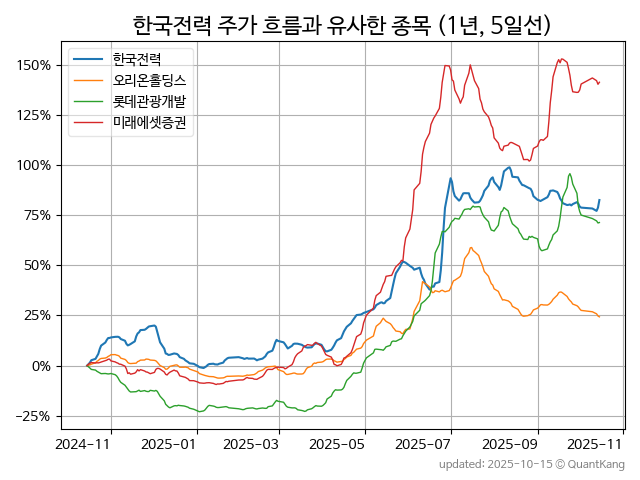 한국전력 주가 흐름과 유사한 종목 (1년, 5일선)
한국전력
오리온홀딩스
롯데관광개발
미래에셋증권
150%
125%
100%
75%
50%
25%
0%
−25%
2024-11 2025-01 2025-03 2025-05 2025-07 2025-09 2025-11
updated: 2025-10-15 © QuantKang